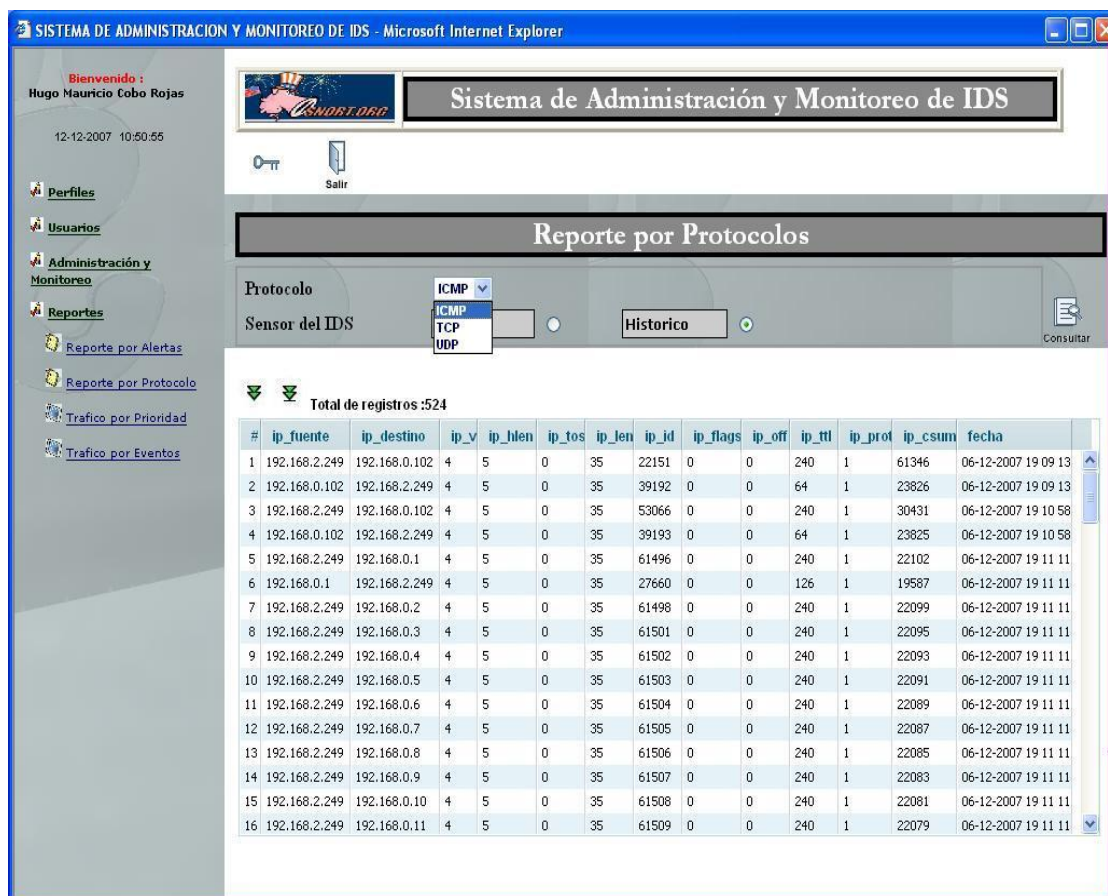 SISTEMA DE ADMINISTRACION Y MONITOREO DE IDS - Microsoft Internet Explorer
Bienvenido :
Hugo Mauricio Cobo Rojas
12-12-2007 10:50:55
Perfiles
Usuarios
Administración y
Monitoreo
Reportes
Reporte por Alertas
Reporte por Protocolo
Trafico por Prioridad
Trafico por Eventos
SNORT.ORG
Sistema de Administración y Monitoreo de IDS
Salir
Reporte por Protocolos
Protocolo
ICMP
ICMP
TCP
UDP
Sensor del IDS
Historico
Consultar
Total de registros :524
# ip_fuente ip_destino ip_v ip_hlen ip_tos ip_len ip_id ip_flags ip_off ip_ttl ip_prot ip_csum fecha
1 192.168.2.249 192.168.0.102 4 5 0 35 22151 0 0 240 1 61346 06-12-2007 19 09 13
2 192.168.0.102 192.168.2.249 4 5 0 35 39192 0 0 64 1 23826 06-12-2007 19 09 13
3 192.168.2.249 192.168.0.102 4 5 0 35 53066 0 0 240 1 30431 06-12-2007 19 10 58
4 192.168.0.102 192.168.2.249 4 5 0 35 39193 0 0 64 1 23825 06-12-2007 19 10 58
5 192.168.2.249 192.168.0.1 4 5 0 35 61496 0 0 240 1 22102 06-12-2007 19 11 11
6 192.168.0.1 192.168.2.249 4 5 0 35 27660 0 0 126 1 19587 06-12-2007 19 11 11
7 192.168.2.249 192.168.0.2 4 5 0 35 61498 0 0 240 1 22099 06-12-2007 19 11 11
8 192.168.2.249 192.168.0.3 4 5 0 35 61501 0 0 240 1 22095 06-12-2007 19 11 11
9 192.168.2.249 192.168.0.4 4 5 0 35 61502 0 0 240 1 22093 06-12-2007 19 11 11
10 192.168.2.249 192.168.0.5 4 5 0 35 61503 0 0 240 1 22091 06-12-2007 19 11 11
11 192.168.2.249 192.168.0.6 4 5 0 35 61504 0 0 240 1 22089 06-12-2007 19 11 11
12 192.168.2.249 192.168.0.7 4 5 0 35 61505 0 0 240 1 22087 06-12-2007 19 11 11
13 192.168.2.249 192.168.0.8 4 5 0 35 61506 0 0 240 1 22085 06-12-2007 19 11 11
14 192.168.2.249 192.168.0.9 4 5 0 35 61507 0 0 240 1 22083 06-12-2007 19 11 11
15 192.168.2.249 192.168.0.10 4 5 0 35 61508 0 0 240 1 22081 06-12-2007 19 11 11
16 192.168.2.249 192.168.0.11 4 5 0 35 61509 0 0 240 1 22079 06-12-2007 19 11 11